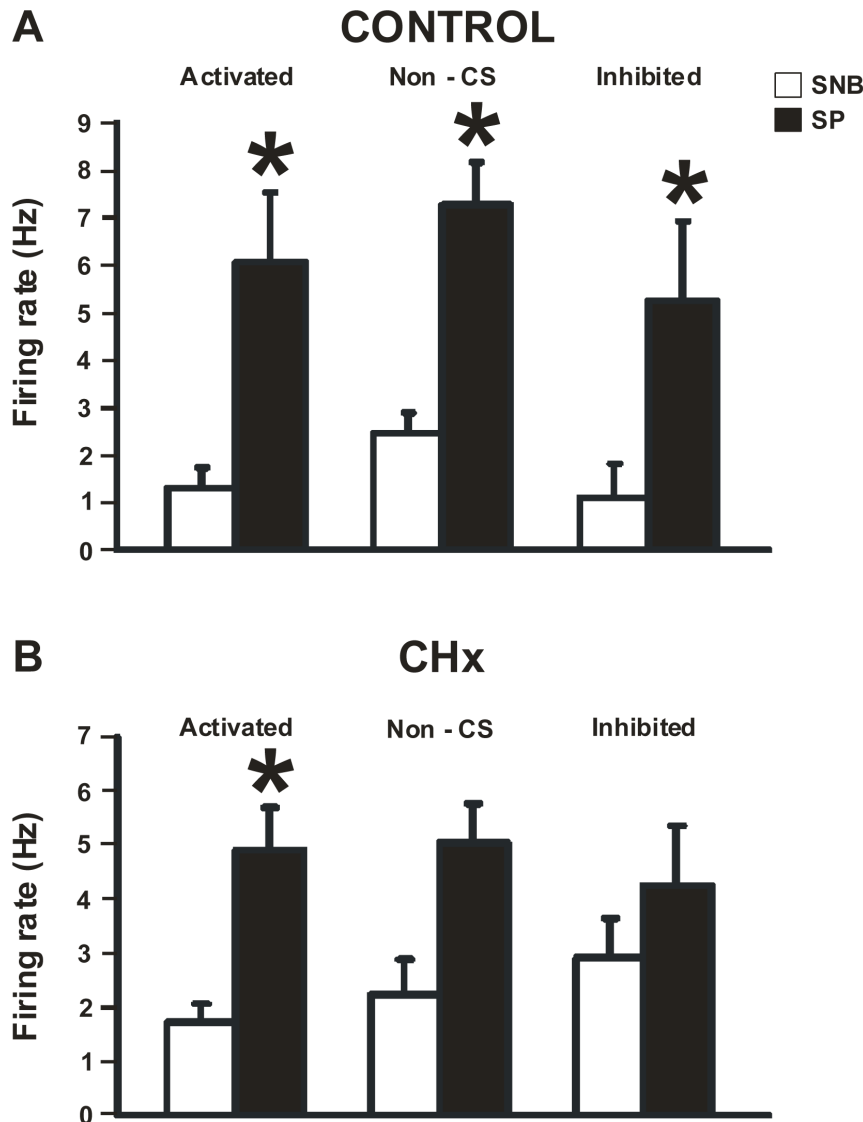 A
CONTROL
Activated
Non - CS
Inhibited
SNB
SP
Firing rate (Hz)
9
8
7
6
5
4
3
2
1
0
*
*
*
B
CHx
Activated
Non - CS
Inhibited
Firing rate (Hz)
7
6
5
4
3
2
1
0
*